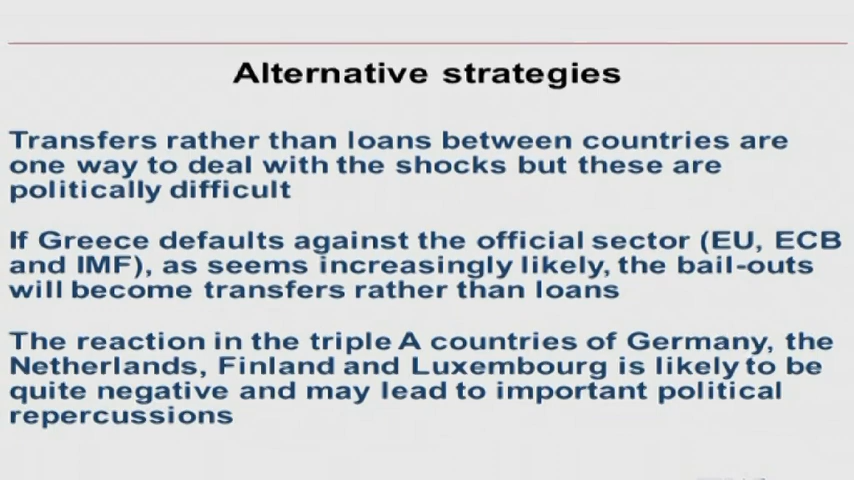 Alternative strategies
Transfers rather than loans between countries are
one way to deal with the shocks but these are
politically difficult
If Greece defaults against the official sector (EU, ECB
and IMF), as seems increasingly likely, the bail-outs
will become transfers rather than loans
The reaction in the triple A countries of Germany, the
Netherlands, Finland and Luxembourg is likely to be
quite negative and may lead to important political
repercussions